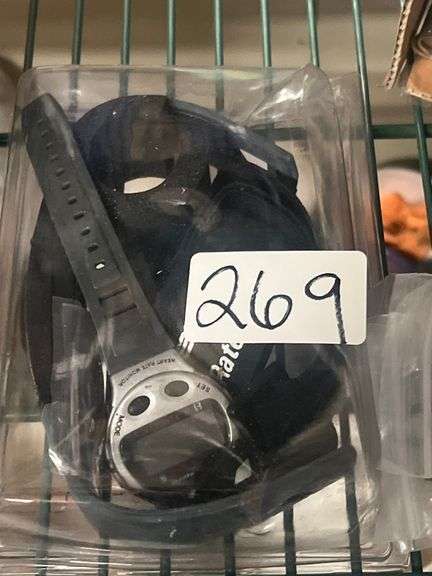 269
HEART RATE MONITOR
SET
MODE